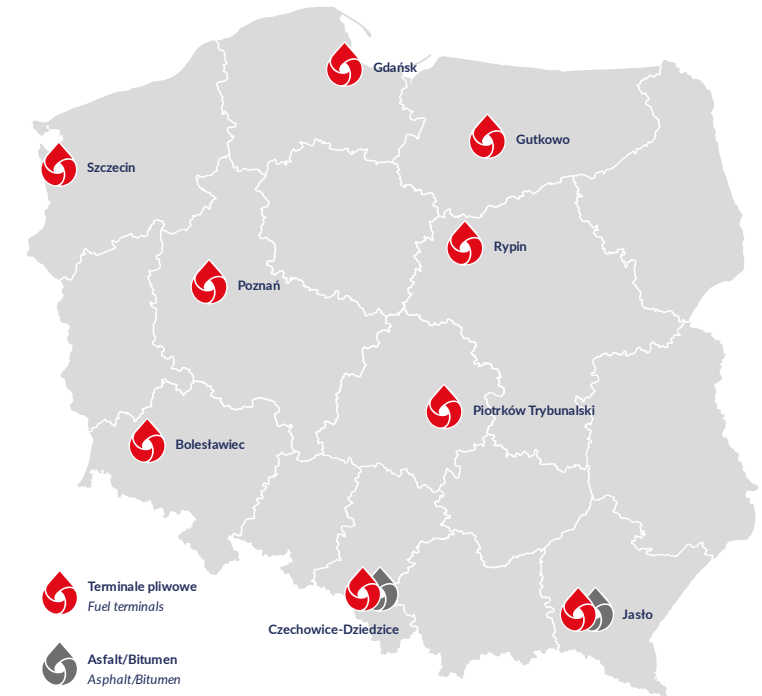 Gdańsk
Gutkowo
Szczecin
Rypin
Poznań
Piotrków Trybunalski
Bolesławiec
Terminale pliwowe
Fuel terminals
Jasło
Czechowice-Dziedzice
Asfalt/Bitumen
Asphalt/Bitumen